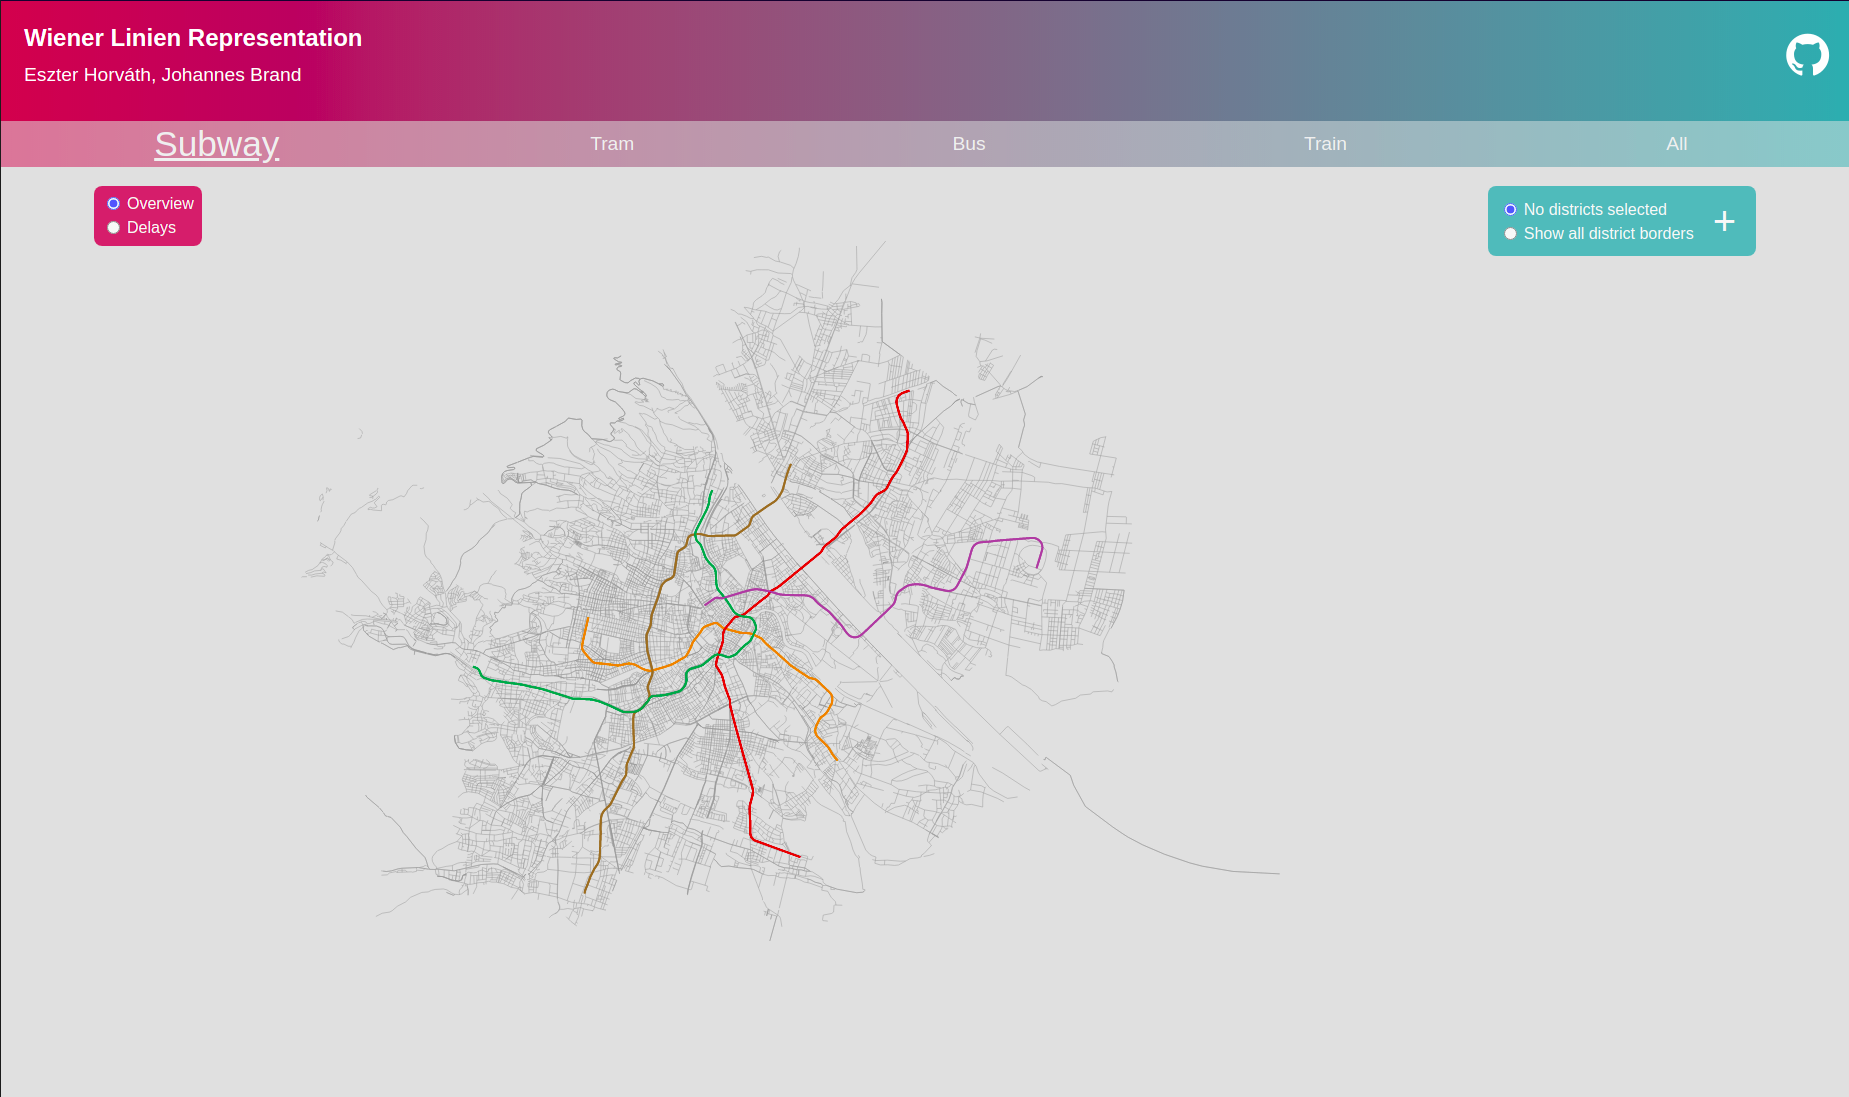 Wiener Linien Representation
Eszter Horváth, Johannes Brand
Subway
Tram
Bus
Train
All
Overview
Delays
No districts selected
Show all district borders
+